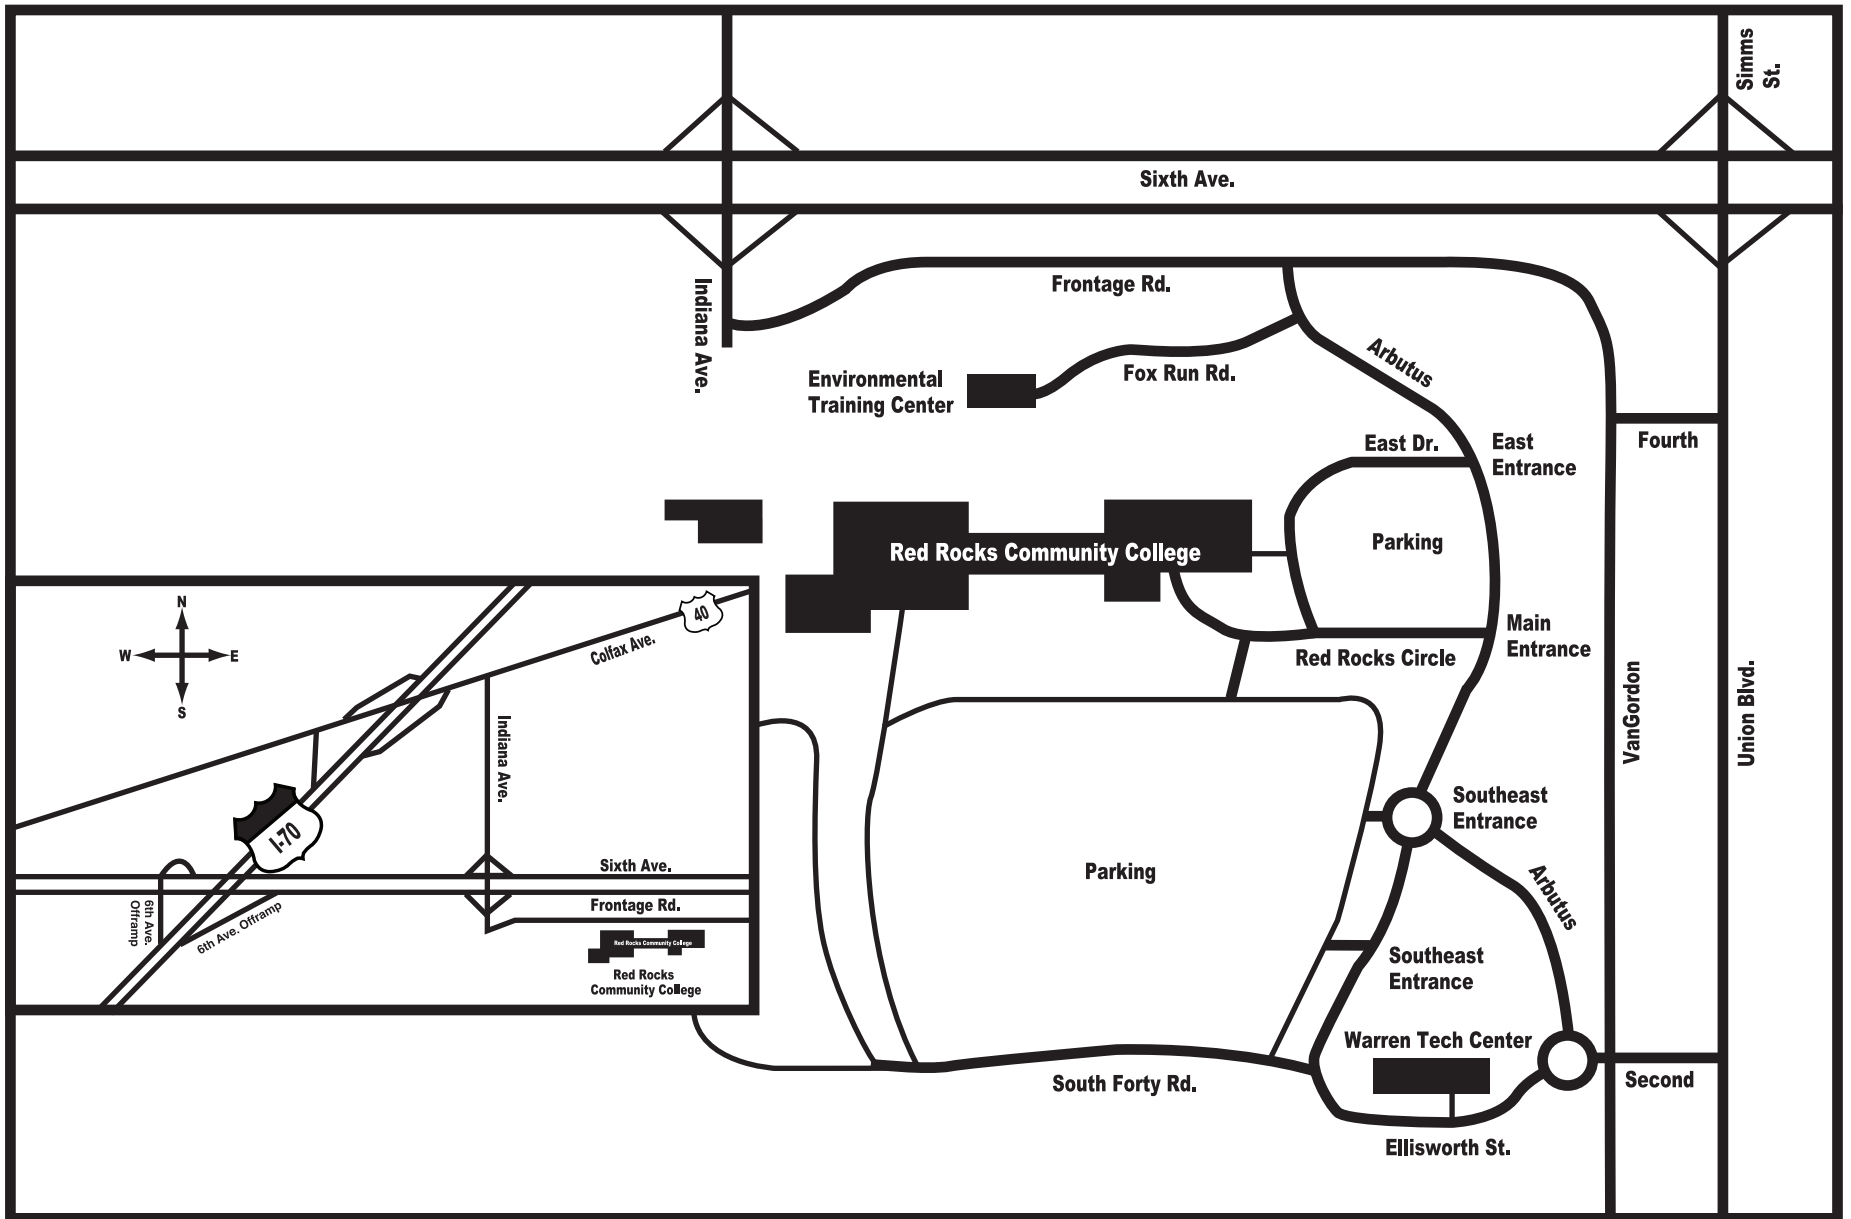 Simms
St.
Sixth Ave.
Indiana Ave.
Frontage Rd.
Arbutus
Fox Run Rd.
Environmental
Training Center
East Dr.
East
Entrance
Fourth
Red Rocks Community College
Parking
Main
Entrance
Red Rocks Circle
VanGordon
Union Blvd.
N
W
E
S
40
Colfax Ave.
Indiana Ave.
I-70
Sixth Ave.
Frontage Rd.
6th Ave.
Offramp
6th Ave. Offramp
Red Rocks Community College
Red Rocks
Community College
Southeast
Entrance
Parking
Arbutus
Southeast
Entrance
Warren Tech Center
Second
South Forty Rd.
Ellisworth St.